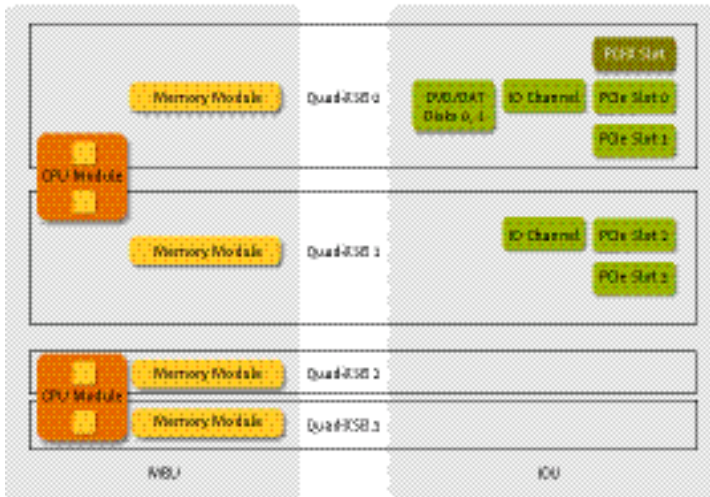 PCI-X Slot
Memory Module
Quad-XSB 0
DVD/DAT
Disks 0, 1
IO Channel
PCIe Slot 0
PCIe Slot 1
CPU Module
Memory Module
Quad-XSB 1
IO Channel
PCIe Slot 2
PCIe Slot 3
Memory Module
Quad-XSB 2
CPU Module
Memory Module
Quad-XSB 3
MBU
IOU